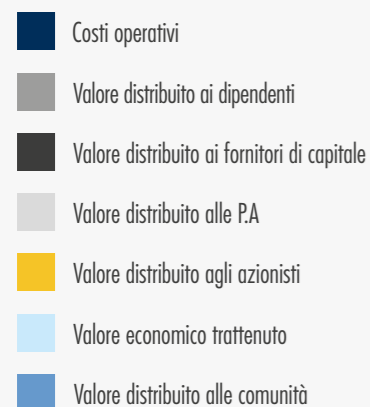 Costi operativi
Valore distribuito ai dipendenti
Valore distribuito ai fornitori di capitale
Valore distribuito alle P.A
Valore distribuito agli azionisti
Valore economico trattenuto
Valore distribuito alle comunità